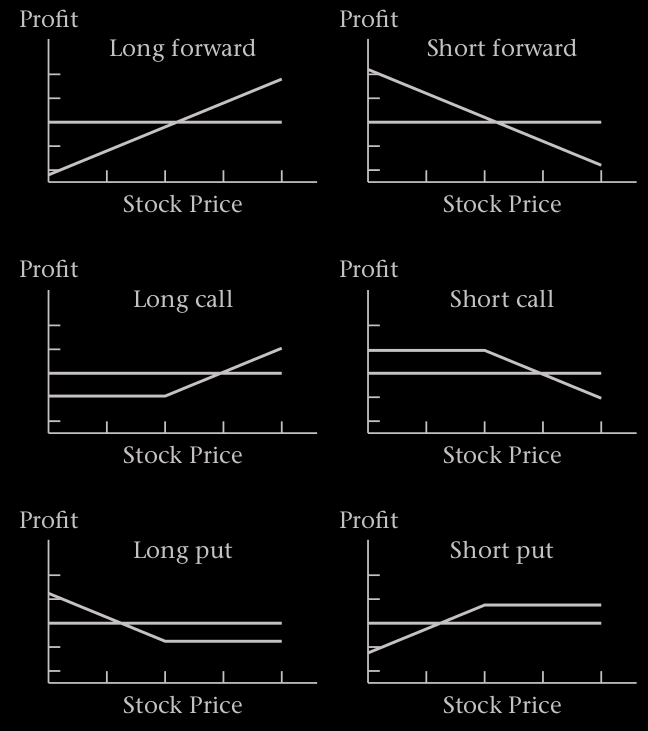 Profit
Long forward
Stock Price
Profit
Short forward
Stock Price
Profit
Long call
Stock Price
Profit
Short call
Stock Price
Profit
Long put
Stock Price
Profit
Short put
Stock Price